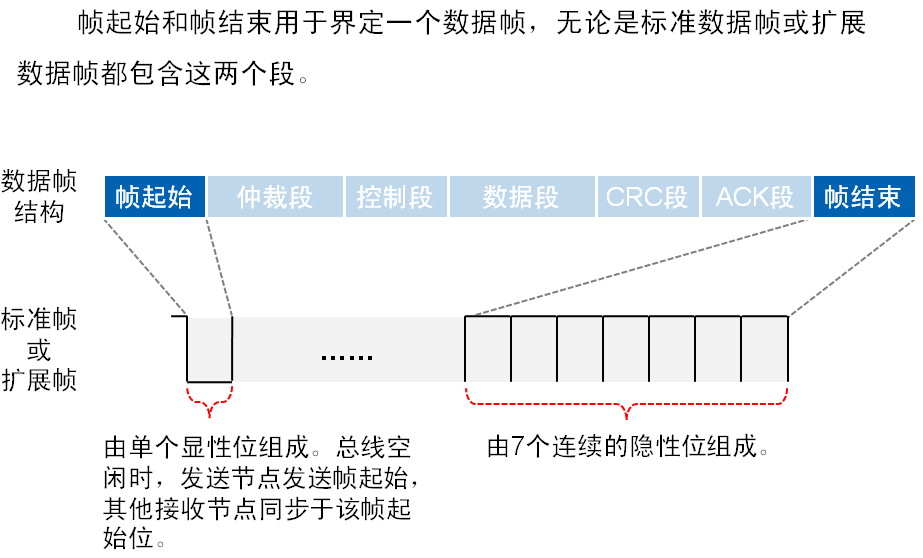 帧起始和帧结束用于界定一个数据帧，无论是标准数据帧或扩展
数据帧都包含这两个段。
数据帧
结构
帧起始 仲裁段 控制段 数据段 CRC段 ACK段 帧结束
标准帧
或
扩展帧
……
由单个显性位组成。总线空
闲时，发送节点发送帧起始，
其他接收节点同步于该帧起
始位。
由7个连续的隐性位组成。